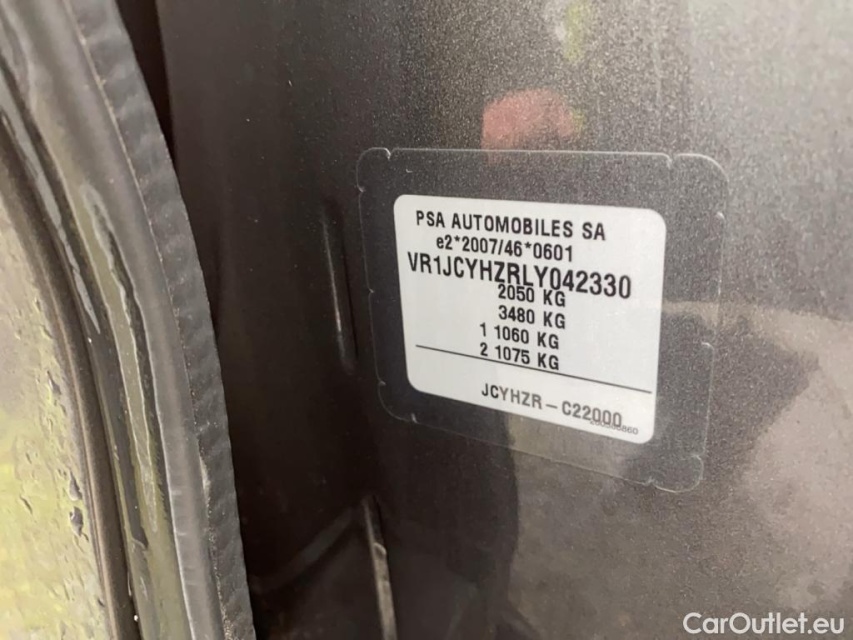 PSA AUTOMOBILES SA
e2*2007/46*0601
VR1JCYHZRLY042330
2050 KG
3480 KG
1 1060 KG
2 1075 KG
JCYHZR - C22000
CarOutlet.eu